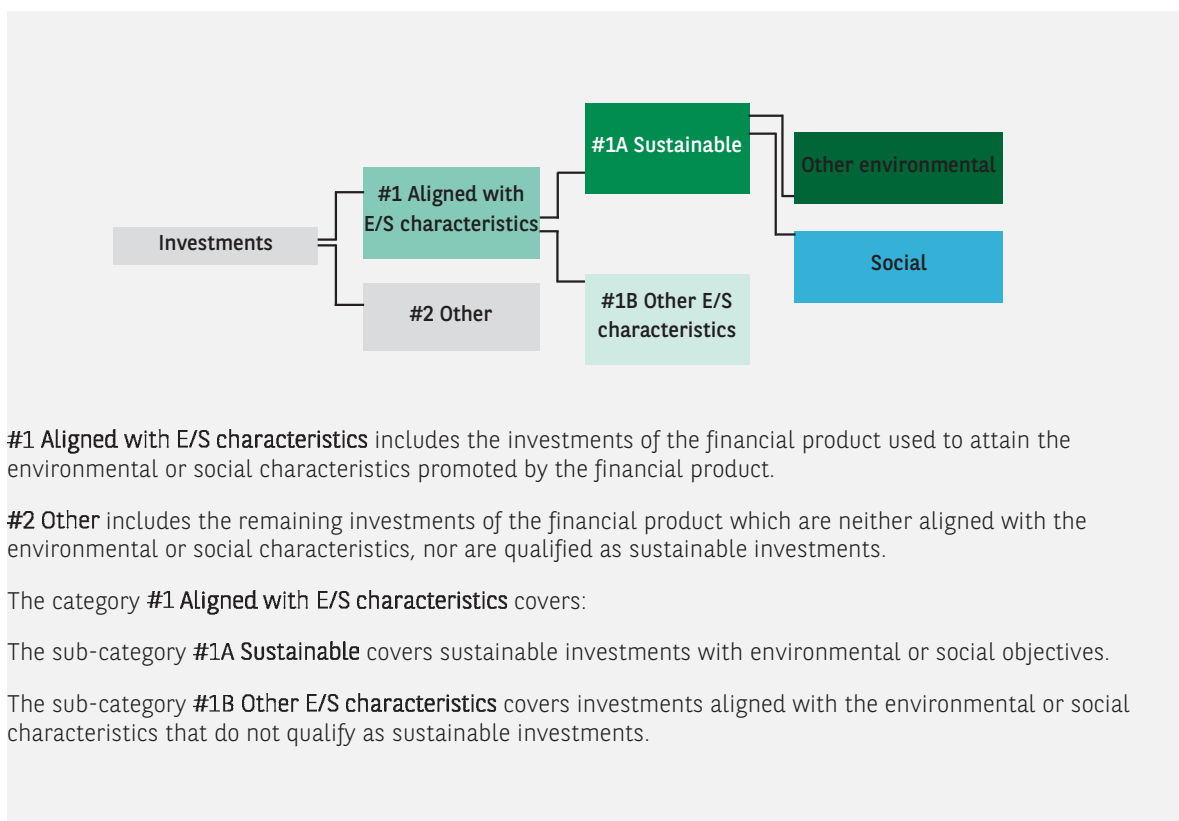 #1A Sustainable
Other environmental
#1 Aligned with
E/S characteristics
Investments
Social
#2 Other
#1B Other E/S
characteristics
#1 Aligned with E/S characteristics includes the investments of the financial product used to attain the
environmental or social characteristics promoted by the financial product.
#2 Other includes the remaining investments of the financial product which are neither aligned with the
environmental or social characteristics, nor are qualified as sustainable investments.
The category #1 Aligned with E/S characteristics covers:
The sub-category #1A Sustainable covers sustainable investments with environmental or social objectives.
The sub-category #1B Other E/S characteristics covers investments aligned with the environmental or social
characteristics that do not qualify as sustainable investments.